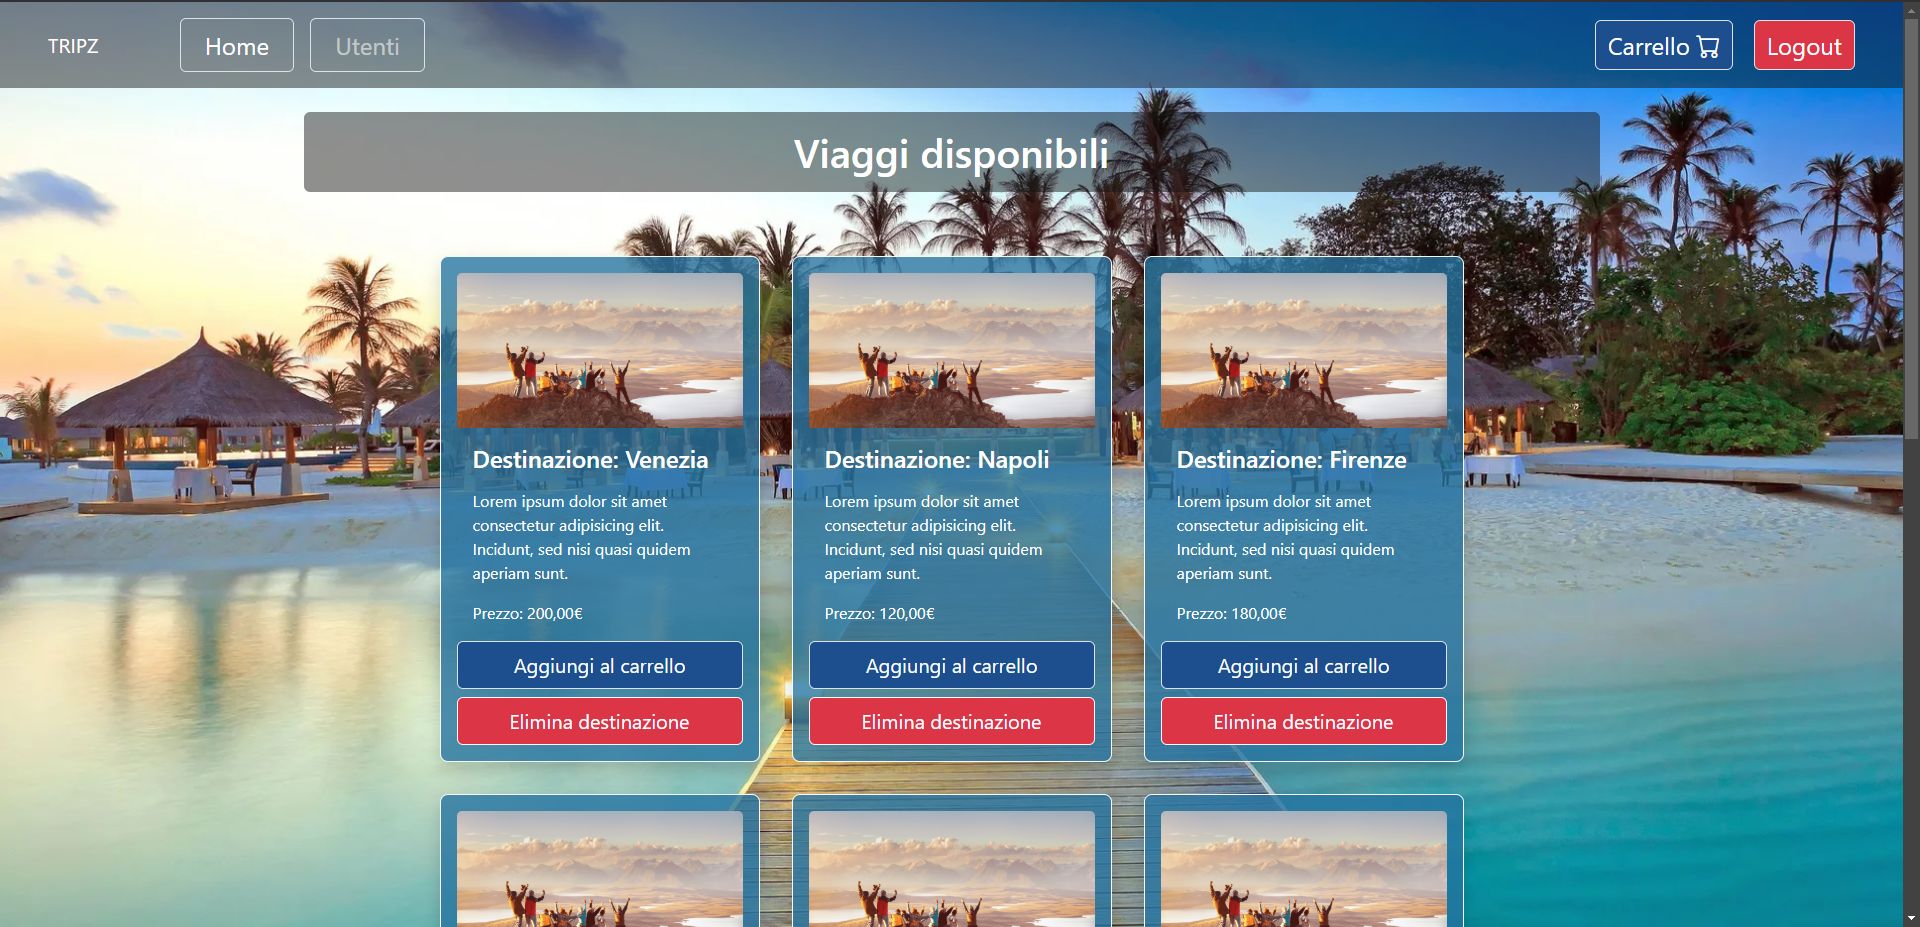 TRIPZ
Home
Utenti
Carrello
Logout
Viaggi disponibili
Destinazione: Venezia
Lorem ipsum dolor sit amet
consectetur adipisicing elit.
Incidunt, sed nisi quasi quidem
aperiam sunt.
Prezzo: 200,00€
Aggiungi al carrello
Elimina destinazione
Destinazione: Napoli
Lorem ipsum dolor sit amet
consectetur adipisicing elit.
Incidunt, sed nisi quasi quidem
aperiam sunt.
Prezzo: 120,00€
Aggiungi al carrello
Elimina destinazione
Destinazione: Firenze
Lorem ipsum dolor sit amet
consectetur adipisicing elit.
Incidunt, sed nisi quasi quidem
aperiam sunt.
Prezzo: 180,00€
Aggiungi al carrello
Elimina destinazione